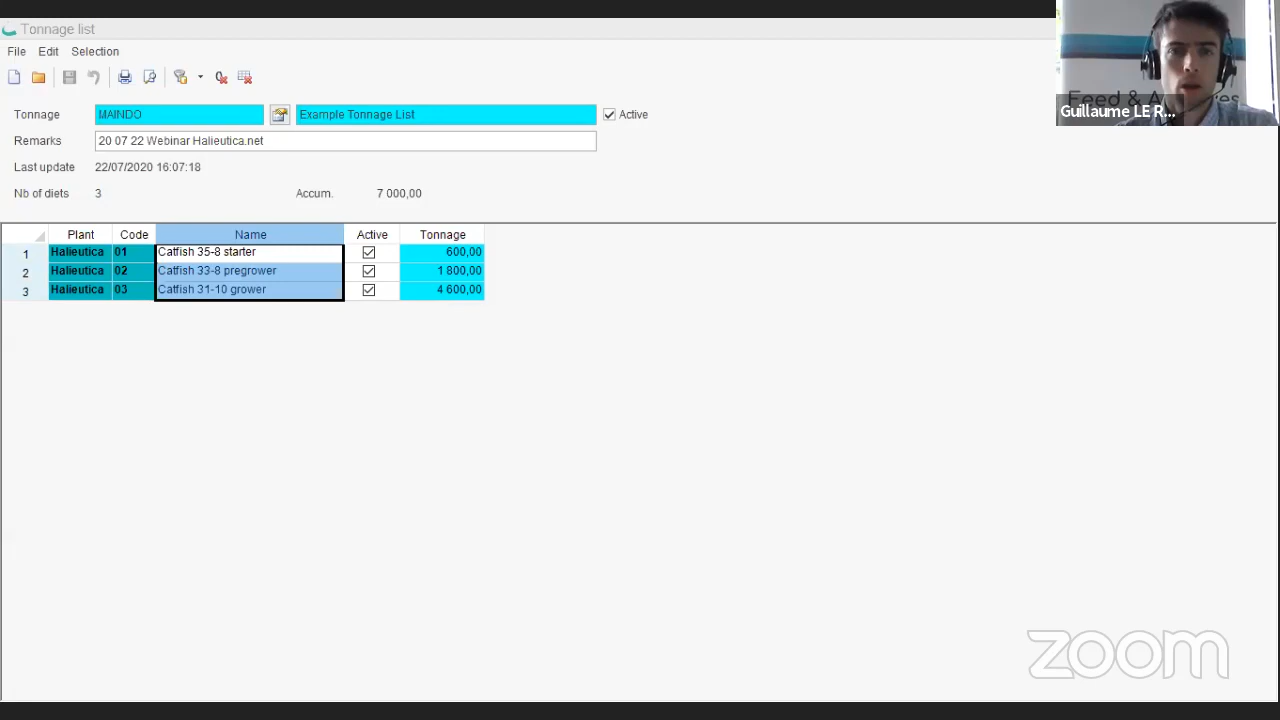 Tonnage list
File Edit Selection
Tonnage MAINDO Example Tonnage List Active
Remarks 20 07 22 Webinar Halieutica.net
Last update 22/07/2020 16:07:18
Nb of diets 3 Accum. 7 000,00
Plant Code Name Active Tonnage
1 Halieutica 01 Catfish 35-8 starter 600,00
2 Halieutica 02 Catfish 33-8 pregrower 1 800,00
3 Halieutica 03 Catfish 31-10 grower 4 600,00
Feed & A
Guillaume LE R...
zoom